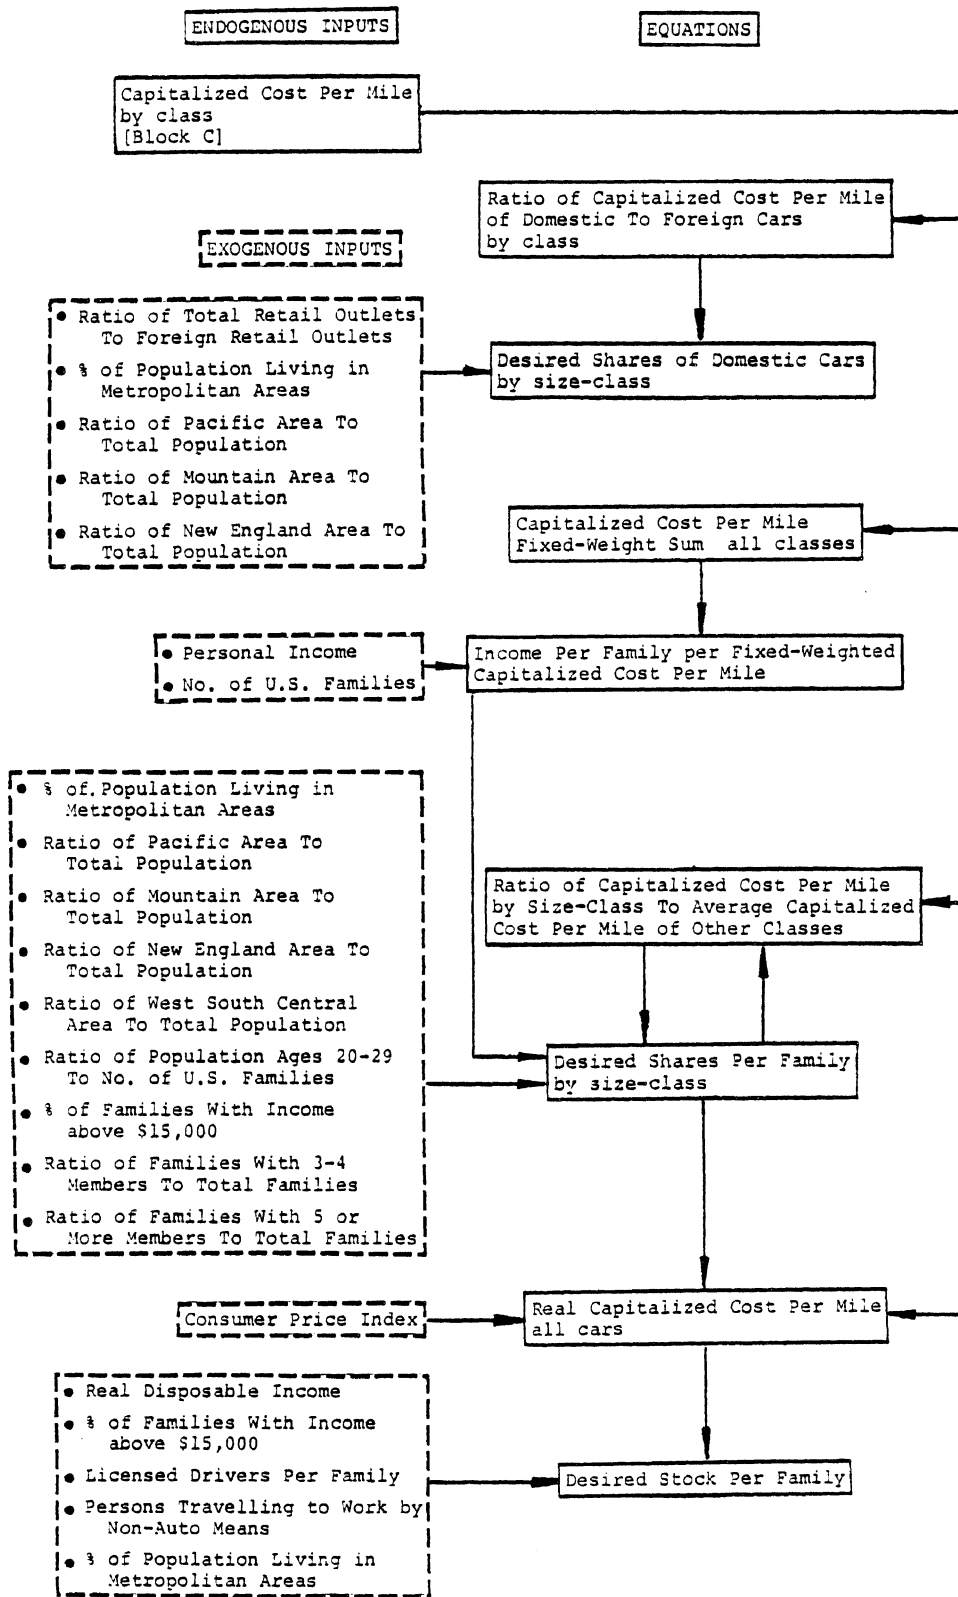 ENDOGENOUS INPUTS
EQUATIONS
Capitalized Cost Per Mile
by class
[Block C]
Ratio of Capitalized Cost Per Mile
of Domestic To Foreign Cars
by class
EXOGENOUS INPUTS
• Ratio of Total Retail Outlets
To Foreign Retail Outlets
• % of Population Living in
Metropolitan Areas
• Ratio of Pacific Area To
Total Population
• Ratio of Mountain Area To
Total Population
• Ratio of New England Area To
Total Population
Desired Shares of Domestic Cars
by size-class
Capitalized Cost Per Mile
Fixed-Weight Sum all classes
• Personal Income
• No. of U.S. Families
Income Per Family per Fixed-Weighted
Capitalized Cost Per Mile
• % of Population Living in
Metropolitan Areas
• Ratio of Pacific Area To
Total Population
• Ratio of Mountain Area To
Total Population
• Ratio of New England Area To
Total Population
• Ratio of West South Central
Area To Total Population
• Ratio of Population Ages 20-29
To No. of U.S. Families
• % of Families With Income
above $15,000
• Ratio of Families With 3-4
Members To Total Families
• Ratio of Families With 5 or
More Members To Total Families
Ratio of Capitalized Cost Per Mile
by Size-Class To Average Capitalized
Cost Per Mile of Other Classes
Desired Shares Per Family
by size-class
Consumer Price Index
Real Capitalized Cost Per Mile
all cars
• Real Disposable Income
• % of Families With Income
above $15,000
• Licensed Drivers Per Family
• Persons Travelling to Work by
Non-Auto Means
• % of Population Living in
Metropolitan Areas
Desired Stock Per Family